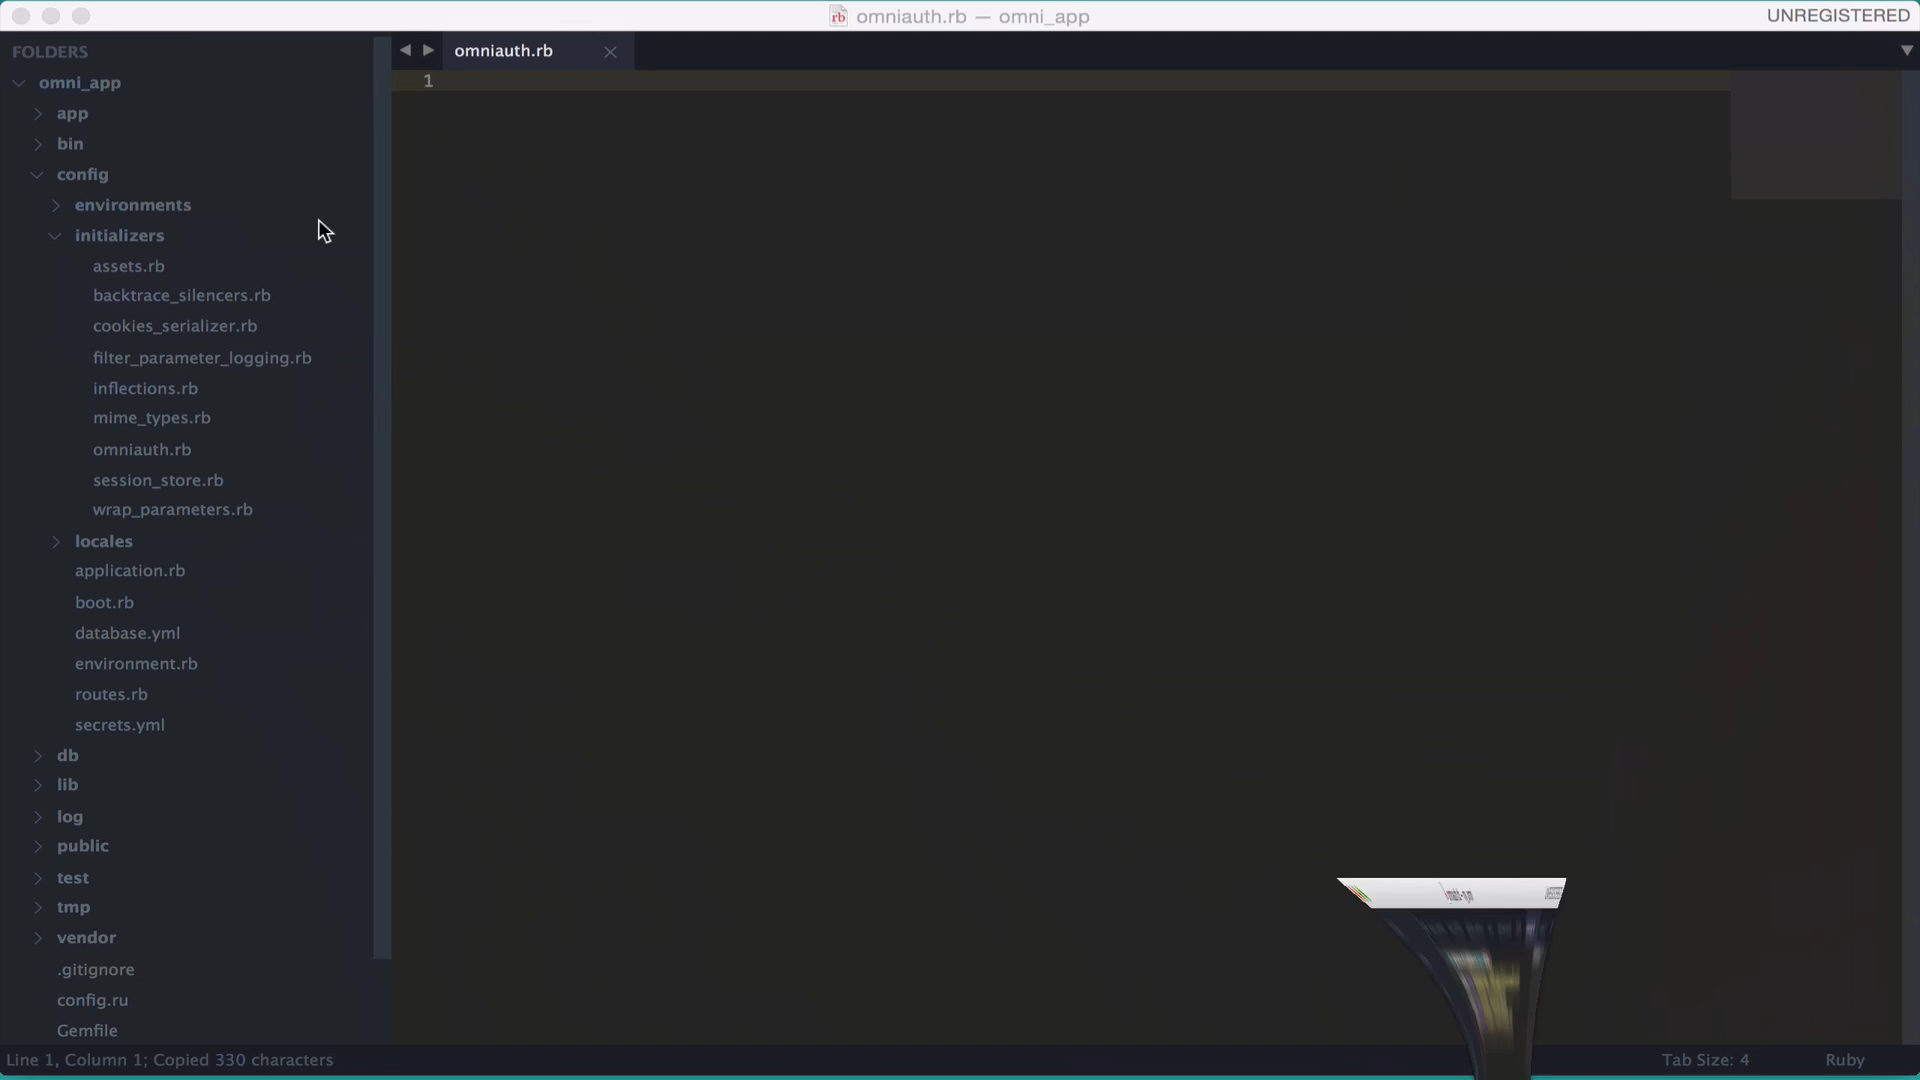 omniauth.rb — omni_app
UNREGISTERED
FOLDERS
omniauth.rb
omni_app
1
app
bin
config
environments
initializers
assets.rb
backtrace_silencers.rb
cookies_serializer.rb
filter_parameter_logging.rb
inflections.rb
mime_types.rb
omniauth.rb
session_store.rb
wrap_parameters.rb
locales
application.rb
boot.rb
database.yml
environment.rb
routes.rb
secrets.yml
db
lib
log
public
test
tmp
vendor
.gitignore
config.ru
Gemfile
Line 1, Column 1; Copied 330 characters
Tab Size: 4
Ruby